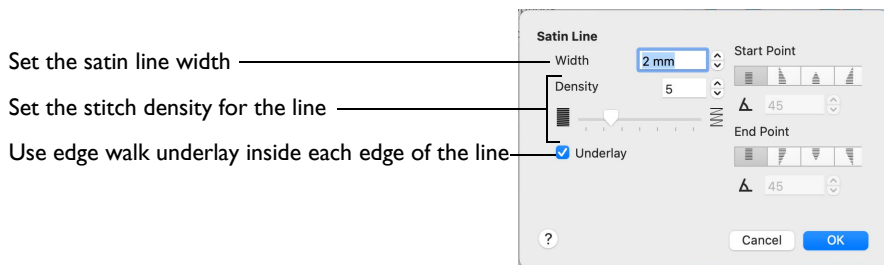 Satin Line
Set the satin line width
Width
2 mm
Start Point
Density
5
Set the stitch density for the line
45
End Point
Use edge walk underlay inside each edge of the line
Underlay
45
?
Cancel
OK